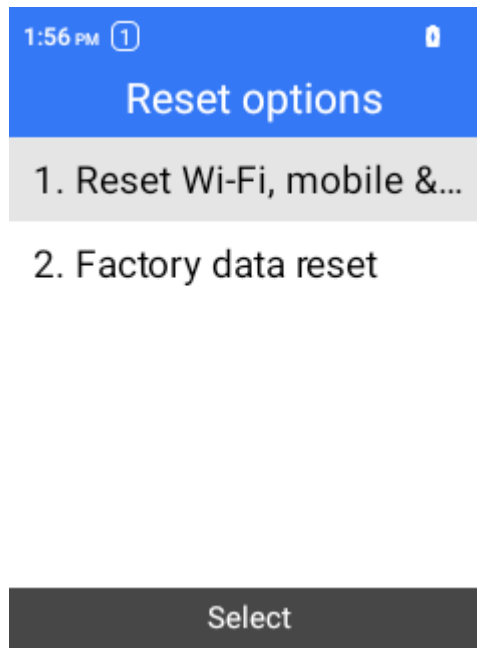 1:56 PM 1
Reset options
1. Reset Wi-Fi, mobile &...
2. Factory data reset
Select